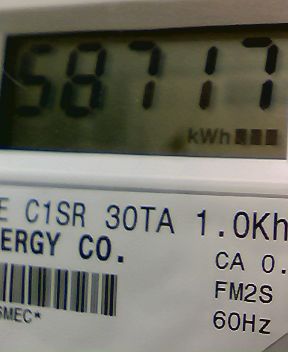 58717
kWh
E C1SR 30TA 1.0Kh
ERGY CO.
CA 0.
FM2S
SMEC*
60Hz